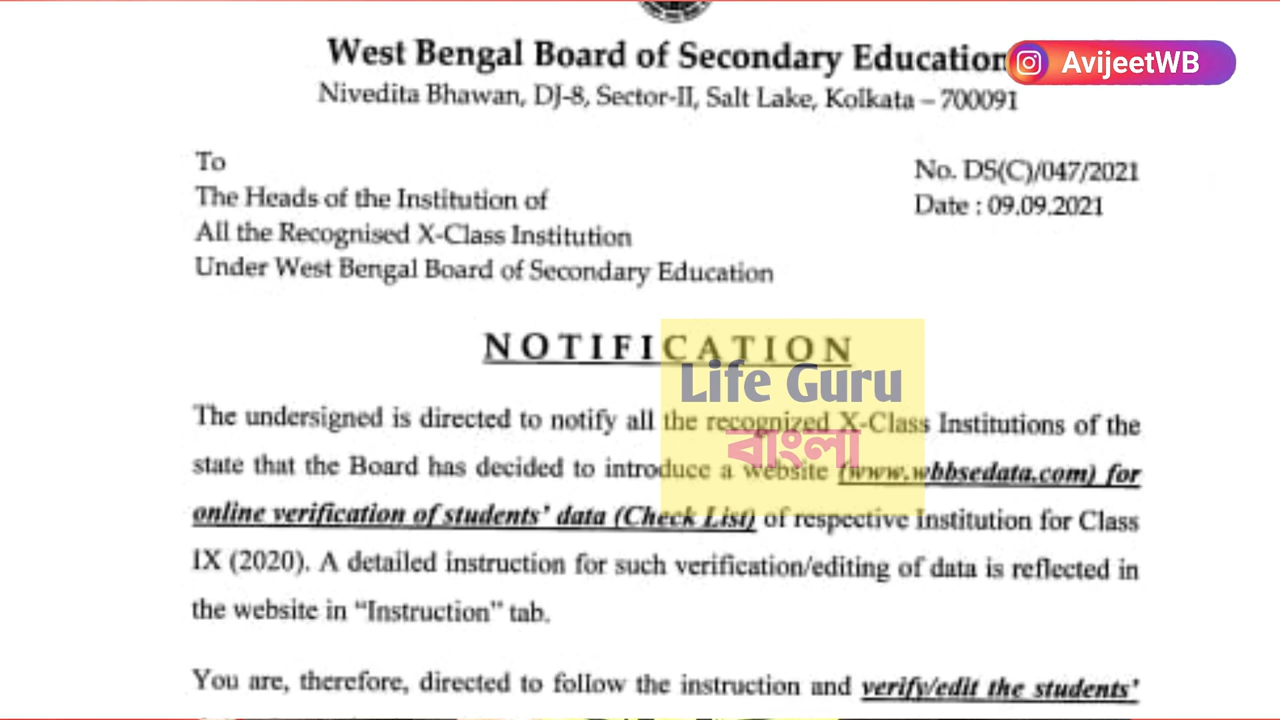 West Bengal Board of Secondary Education
AvijeetWB
Nivedita Bhawan, DJ-8, Sector-II, Salt Lake, Kolkata – 700091
To
The Heads of the Institution of
All the Recognised X-Class Institution
Under West Bengal Board of Secondary Education
No. DS(C)/047/2021
Date : 09.09.2021
NOTIFICATION
Life Guru
বাংলা
The undersigned is directed to notify all the recognized X-Class Institutions of the
state that the Board has decided to introduce a website (www.wbbsedata.com) for
online verification of students' data (Check List) of respective Institution for Class
IX (2020). A detailed instruction for such verification/editing of data is reflected in
the website in “Instruction” tab.
You are, therefore, directed to follow the instruction and verify/edit the students'